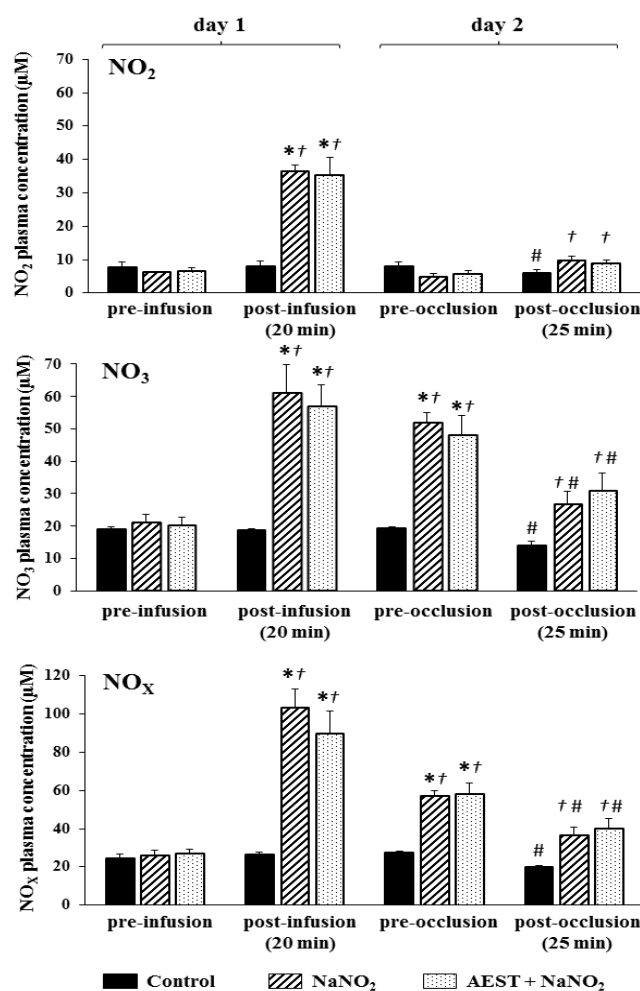 day 1 day 2
NO₂
NO₂ plasma concentration (µM)
70
60
50
40
30
20
10
0
*† *†
# † †
pre-infusion post-infusion pre-occlusion post-occlusion
(20 min) (25 min)
NO₃
NO₃ plasma concentration (µM)
70
60
50
40
30
20
10
0
*† *† *† *†
# †# †#
pre-infusion post-infusion pre-occlusion post-occlusion
(20 min) (25 min)
NOX
NOX plasma concentration (µM)
120
100
80
60
40
20
0
*† *† *† *†
# †# †#
pre-infusion post-infusion pre-occlusion post-occlusion
(20 min) (25 min)
Control NaNO₂ AEST + NaNO₂